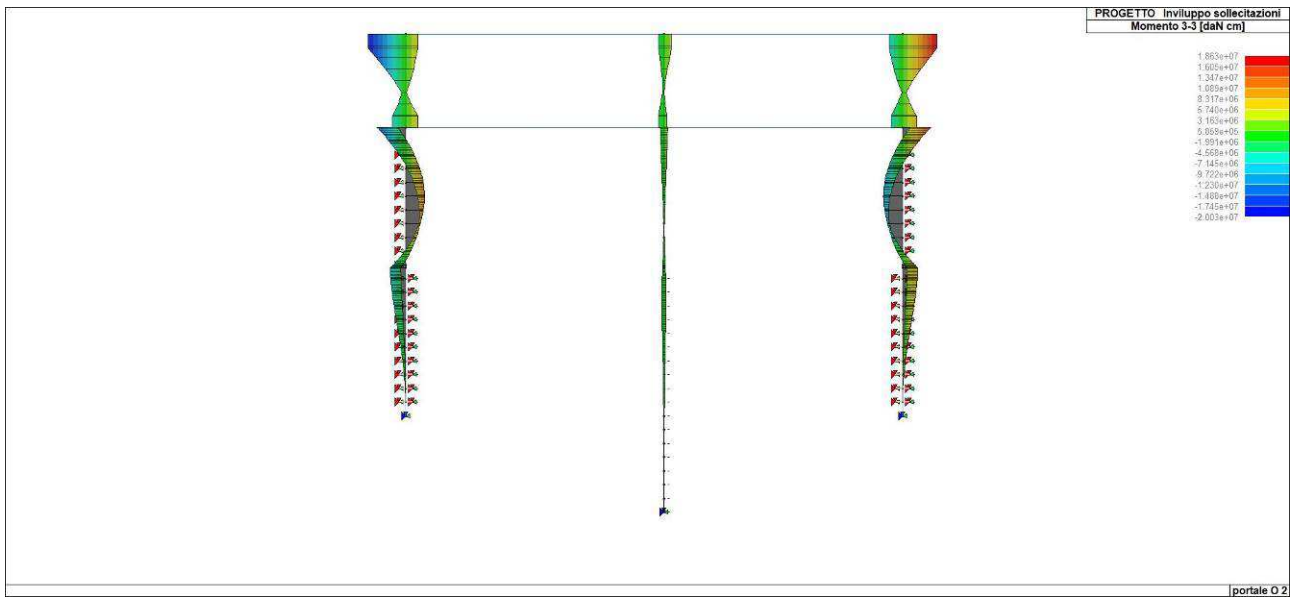 PROGETTO Inviluppo sollecitazioni
Momento 3-3 [daN cm]
1.863e+07
1.605e+07
1.347e+07
1.089e+07
8.317e+06
5.740e+06
3.163e+06
5.859e+05
-1.991e+06
-4.568e+06
-7.145e+06
-9.722e+06
-1.230e+07
-1.488e+07
-1.745e+07
-2.003e+07
portale O 2